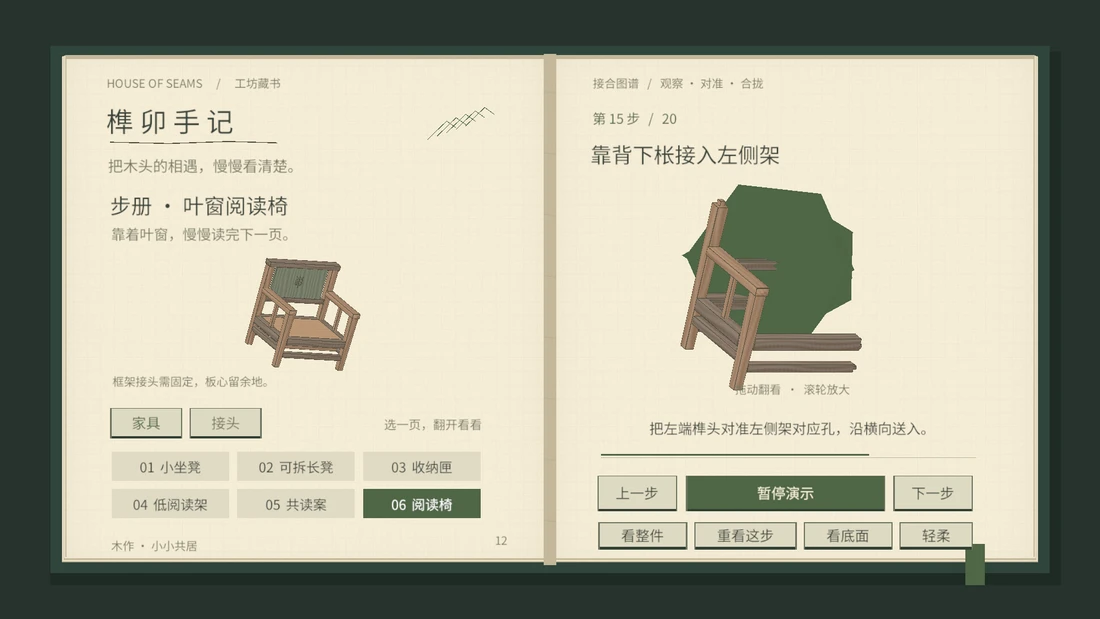 HOUSE OF SEAMS / 工坊藏书
榫卯手记
把木头的相遇，慢慢看清楚。
步册 · 叶窗阅读椅
靠着叶窗，慢慢读完下一页。
框架接头需固定，板心留余地。
家具
接头
选一页，翻开看看
01 小坐凳
02 可拆长凳
03 收纳匣
04 低阅读架
05 共读案
06 阅读椅
木作 · 小小共居
12
接合图谱 / 观察 · 对准 · 合拢
第 15 步 / 20
靠背下枨接入左侧架
拖动翻看 · 滚轮放大
把左端榫头对准左侧架对应孔，沿横向送入。
上一步
暂停演示
下一步
看整件
重看这步
看底面
轻柔